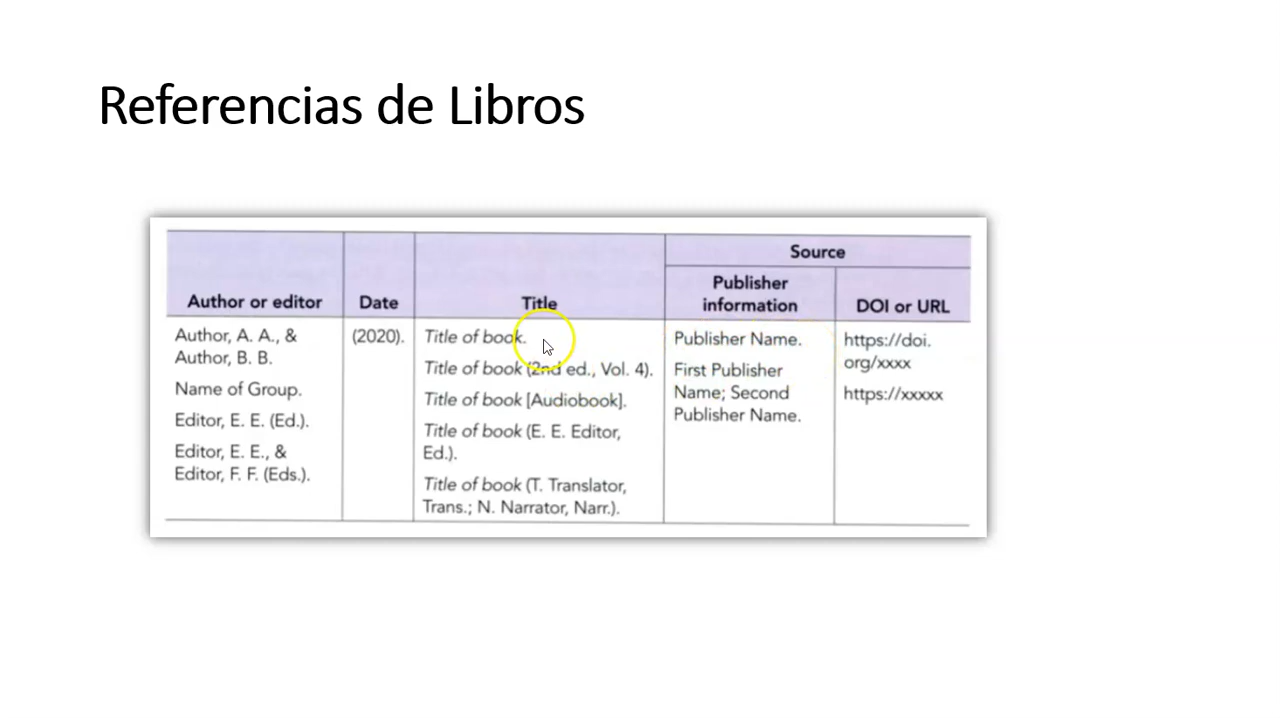 Referencias de Libros
Source
Author or editor
Date
Title
Publisher
information
DOI or URL
Author, A. A., &
Author, B. B.
Name of Group.
Editor, E. E. (Ed.).
Editor, E. E., &
Editor, F. F. (Eds.).
(2020).
Title of book.
Title of book (2nd ed., Vol. 4).
Title of book [Audiobook].
Title of book (E. E. Editor,
Ed.).
Title of book (T. Translator,
Trans.; N. Narrator, Narr.).
Publisher Name.
First Publisher
Name; Second
Publisher Name.
https://doi.
org/xxxx
https://xxxxx